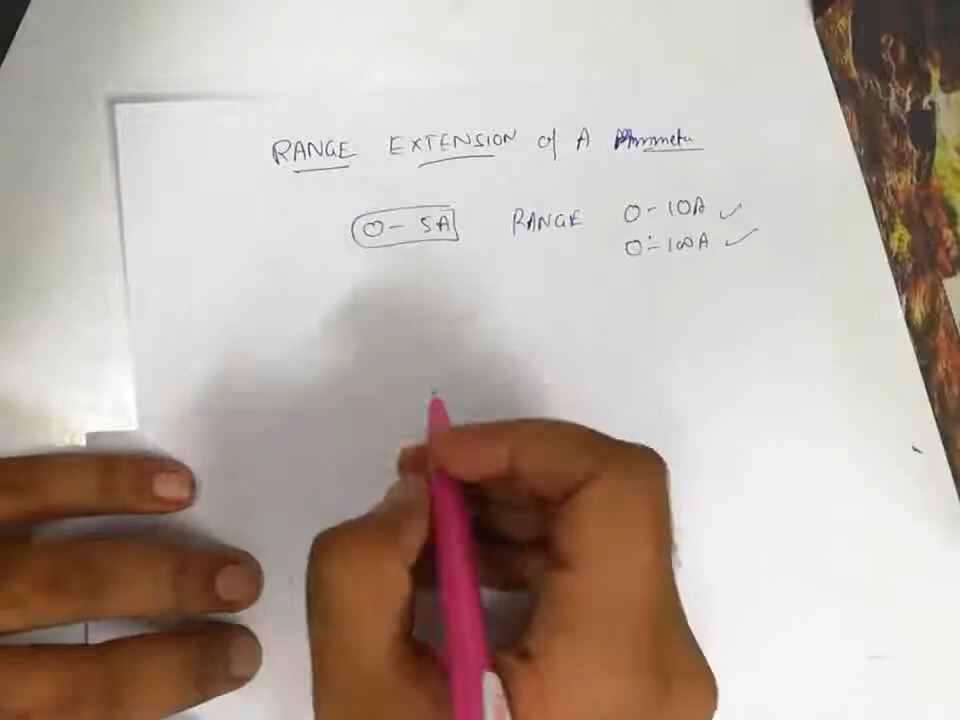 RANGE EXTENSION of A Ammeter
0 - 5A RANGE 0 - 10A ✓
0 - 100A ✓